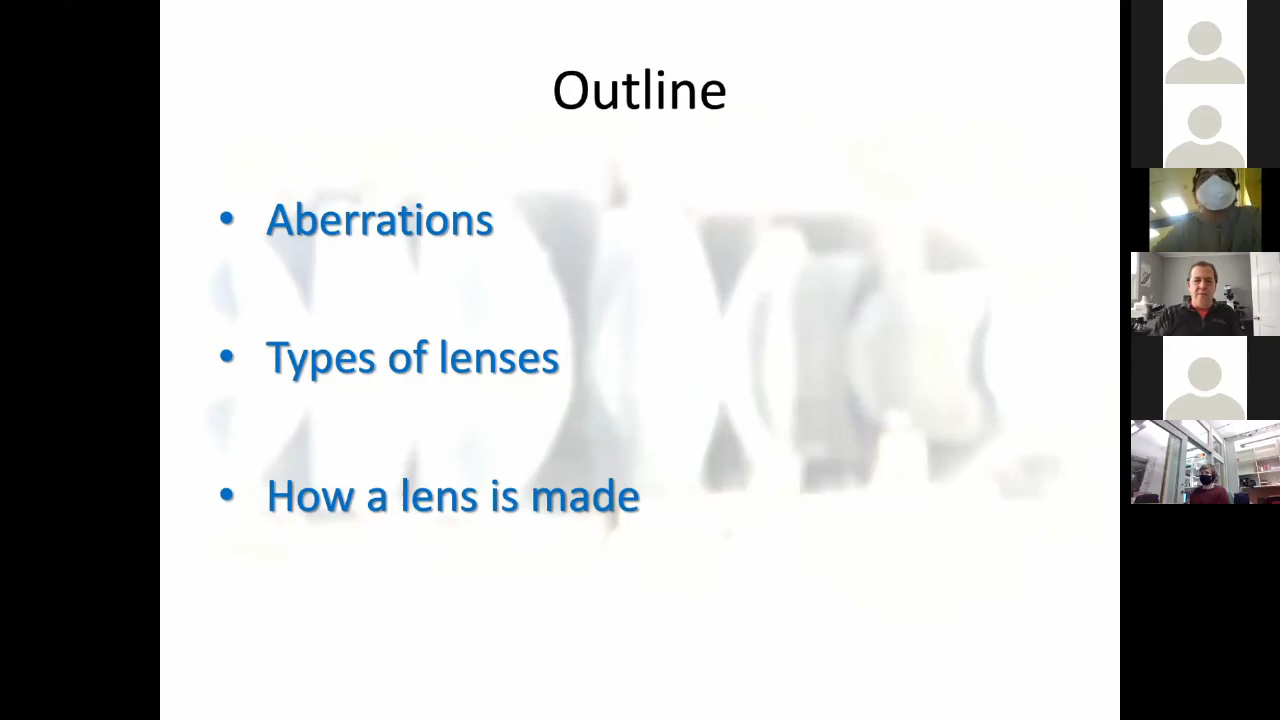 Outline
• Aberrations
• Types of lenses
• How a lens is made